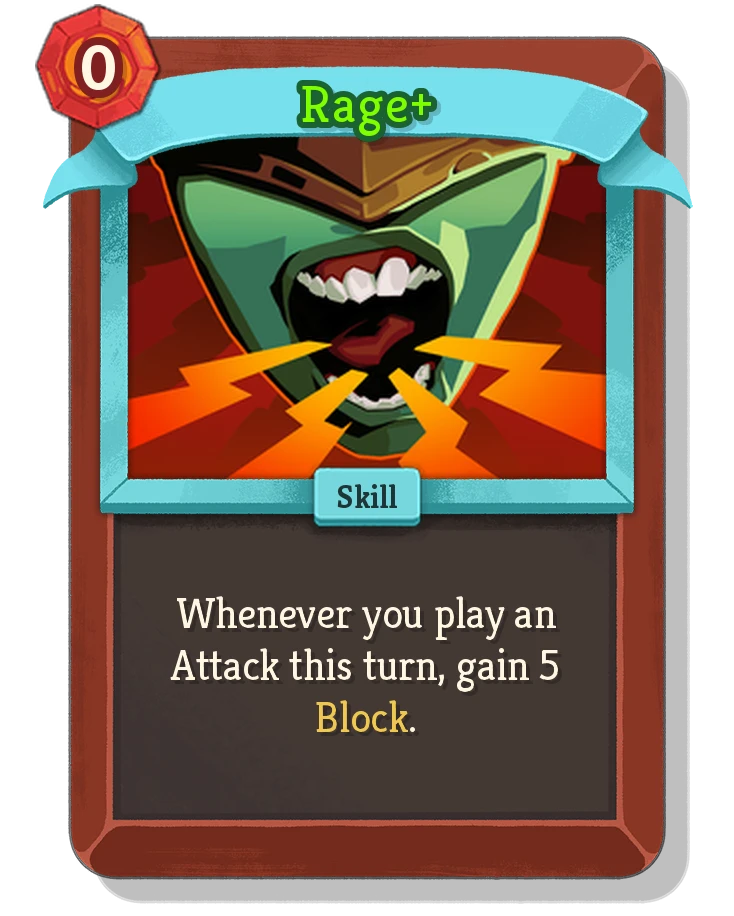 0
Rage+
Skill
Whenever you play an
Attack this turn, gain 5
Block.